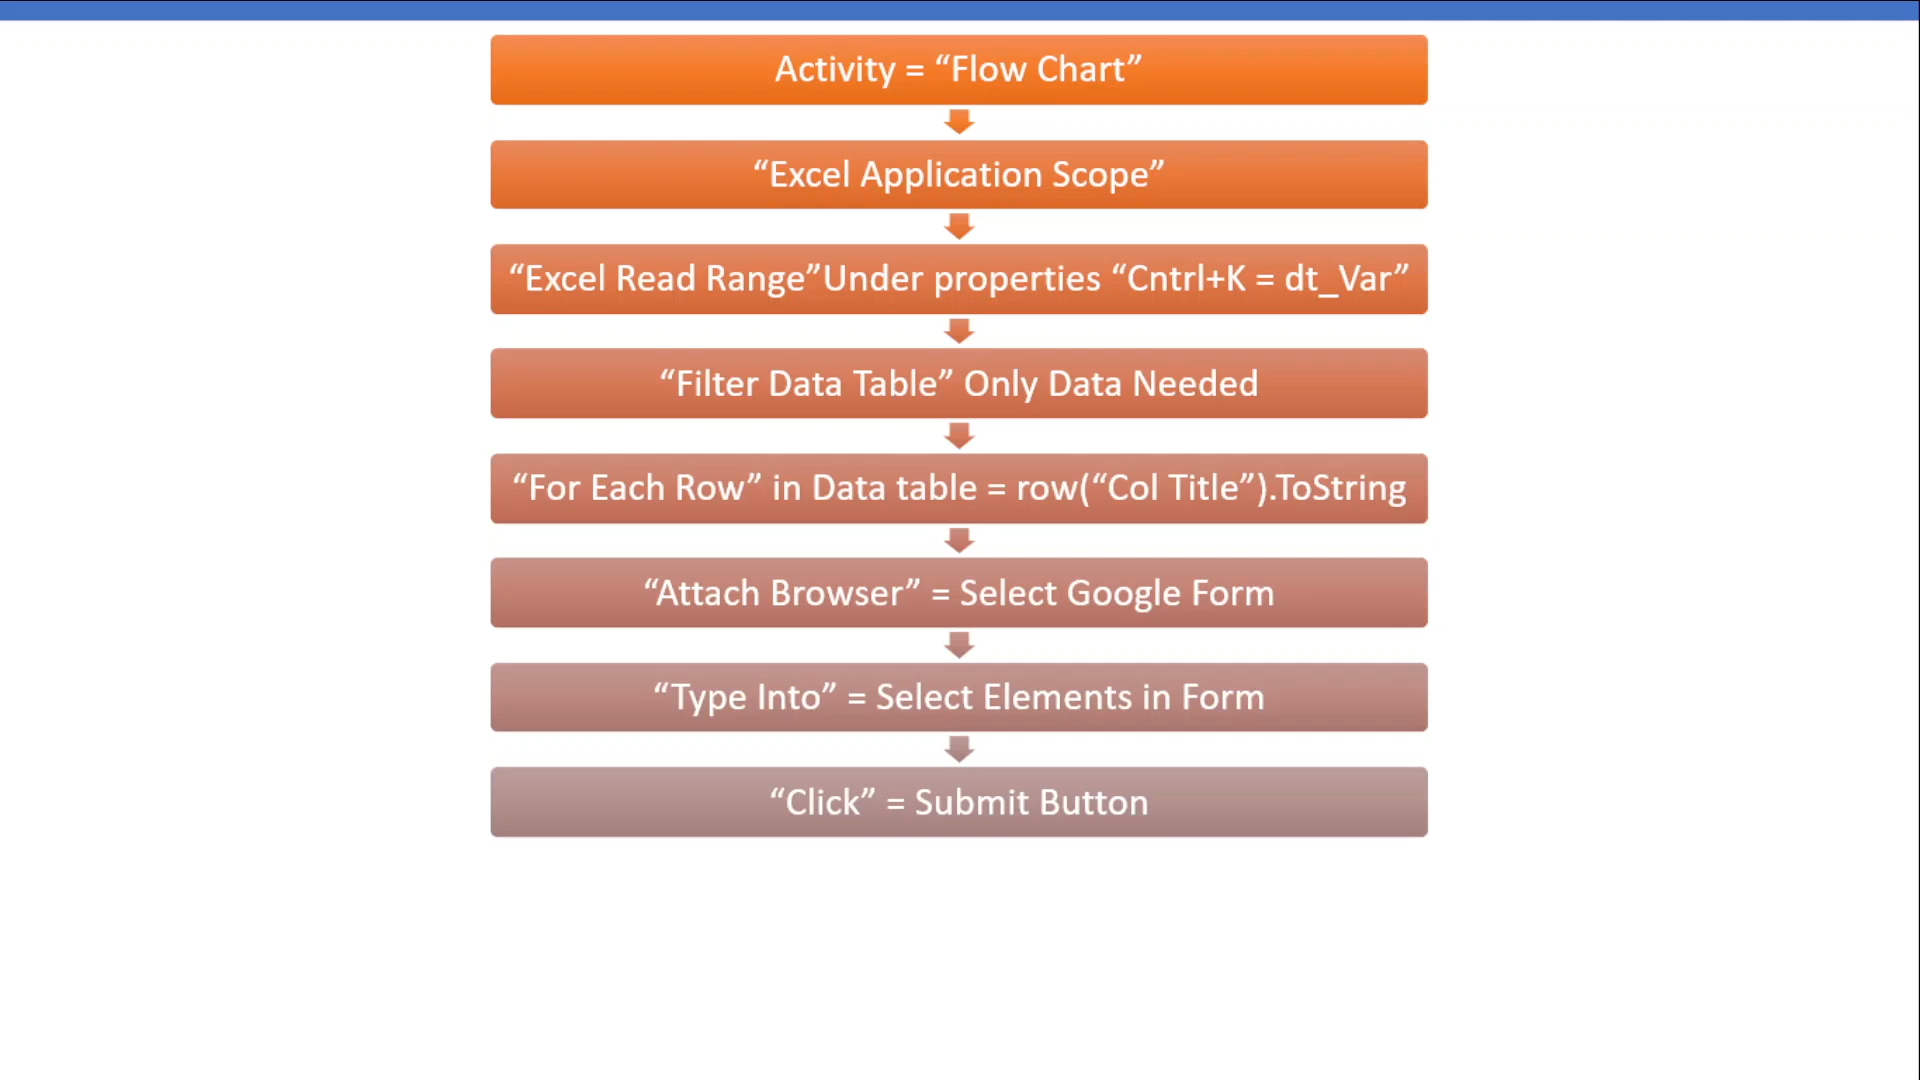 Activity = “Flow Chart”
“Excel Application Scope”
“Excel Read Range”Under properties “Cntrl+K = dt_Var”
“Filter Data Table” Only Data Needed
“For Each Row” in Data table = row(“Col Title”).ToString
“Attach Browser” = Select Google Form
“Type Into” = Select Elements in Form
“Click” = Submit Button